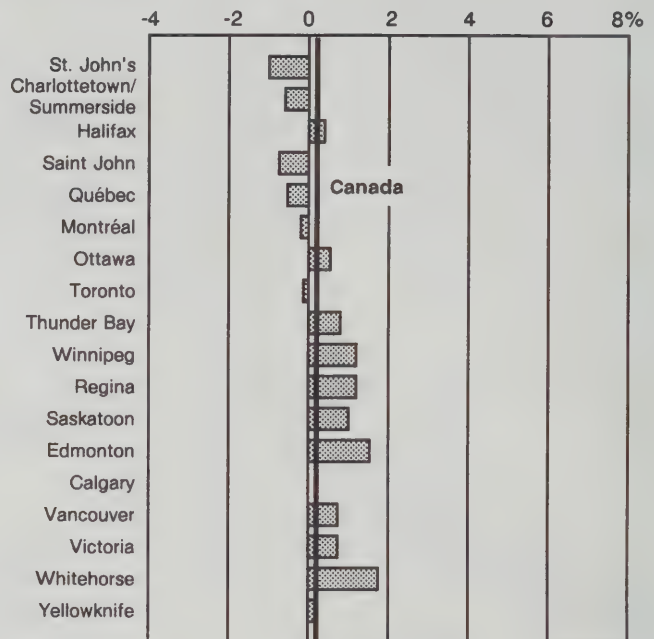 -4 -2 0 2 4 6 8%
St. John's
Charlottetown/
Summerside
Halifax
Saint John
Canada
Québec
Montréal
Ottawa
Toronto
Thunder Bay
Winnipeg
Regina
Saskatoon
Edmonton
Calgary
Vancouver
Victoria
Whitehorse
Yellowknife